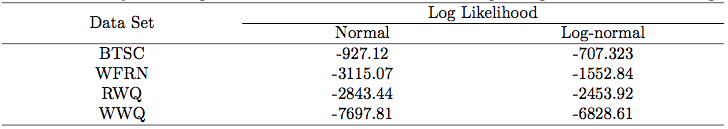 Data Set Log Likelihood
Normal Log-normal
BTSC -927.12 -707.323
WFRN -3115.07 -1552.84
RWQ -2843.44 -2453.92
WWQ -7697.81 -6828.61